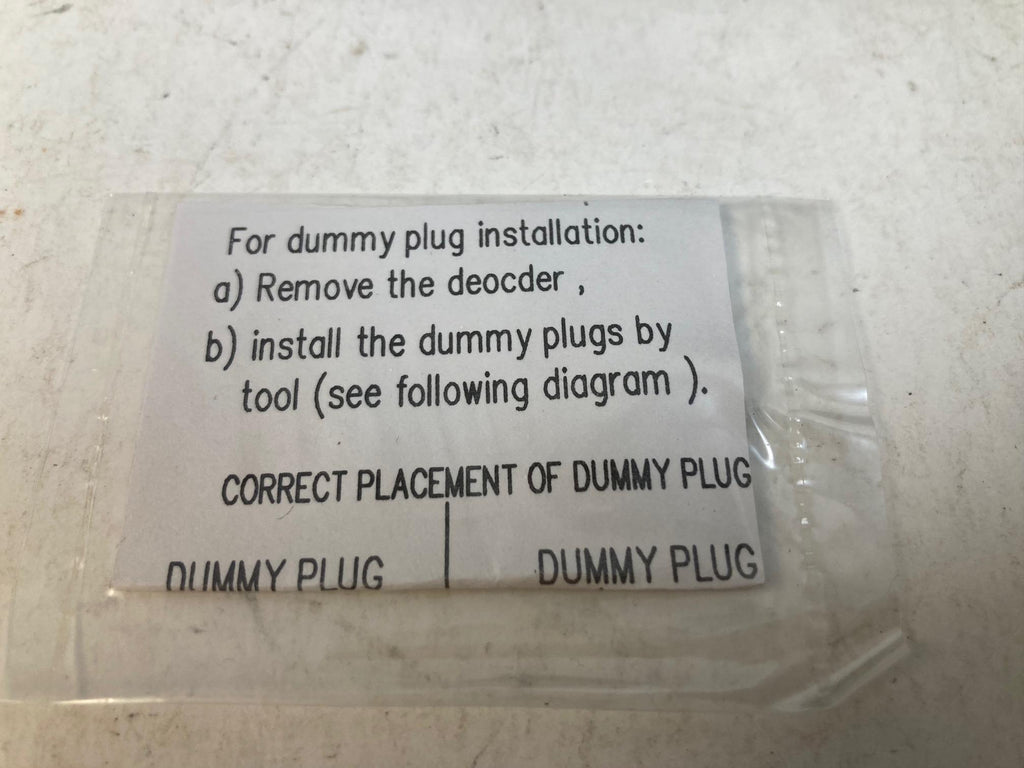 For dummy plug installation:
a) Remove the deocder ,
b) install the dummy plugs by
tool (see following diagram ).
CORRECT PLACEMENT OF DUMMY PLUG
DUMMY PLUG DUMMY PLUG